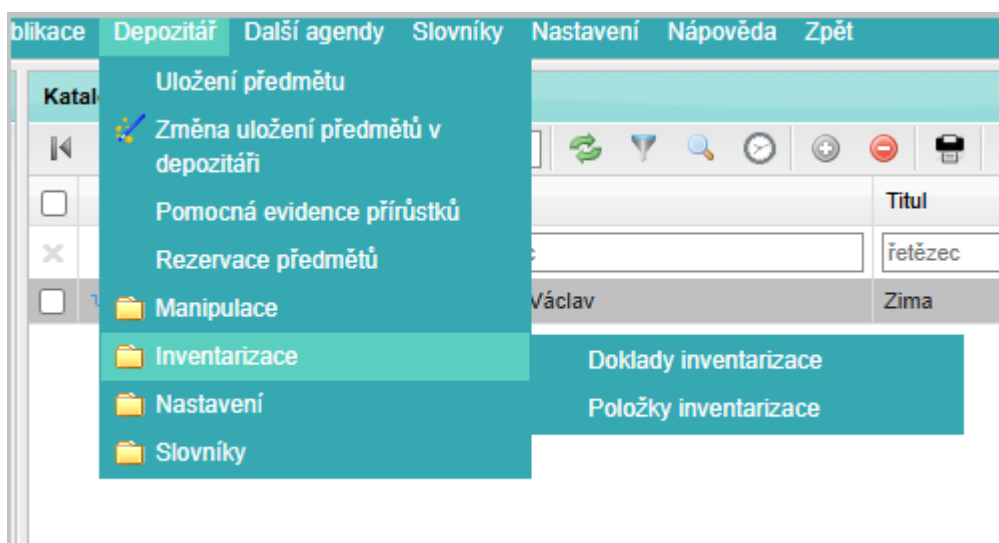 Depozitář Další agendy Slovníky Nastavení Nápověda Zpět
Uložení předmětu
Změna uložení předmětů v
depozitáři
Pomocná evidence přírůstků
Titul
Rezervace předmětů
řetězec
Manipulace
Václav
Zima
Inventarizace
Doklady inventarizace
Nastavení
Položky inventarizace
Slovníky